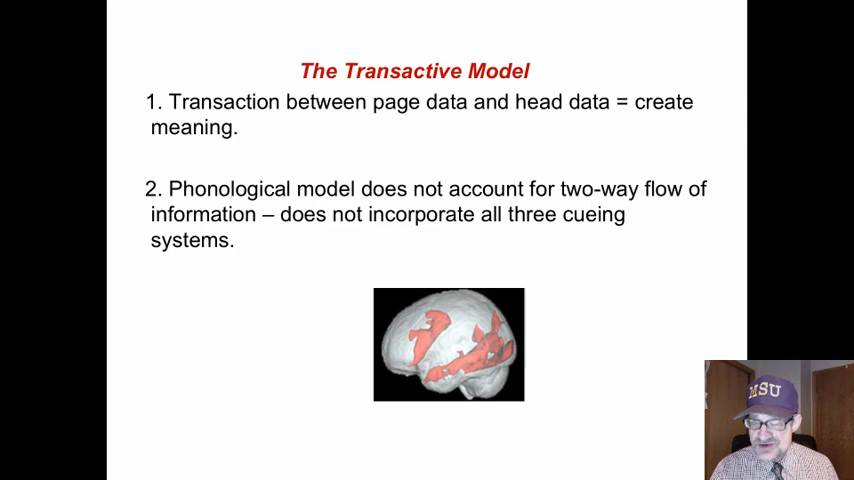 The Transactive Model
1. Transaction between page data and head data = create
meaning.
2. Phonological model does not account for two-way flow of
information – does not incorporate all three cueing
systems.
MSU